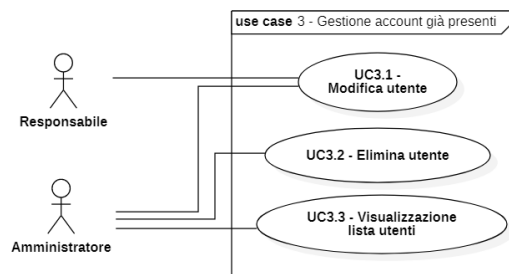 use case 3 - Gestione account già presenti
UC3.1 -
Modifica utente
Responsabile
UC3.2 - Elimina utente
UC3.3 - Visualizzazione
lista utenti
Amministratore